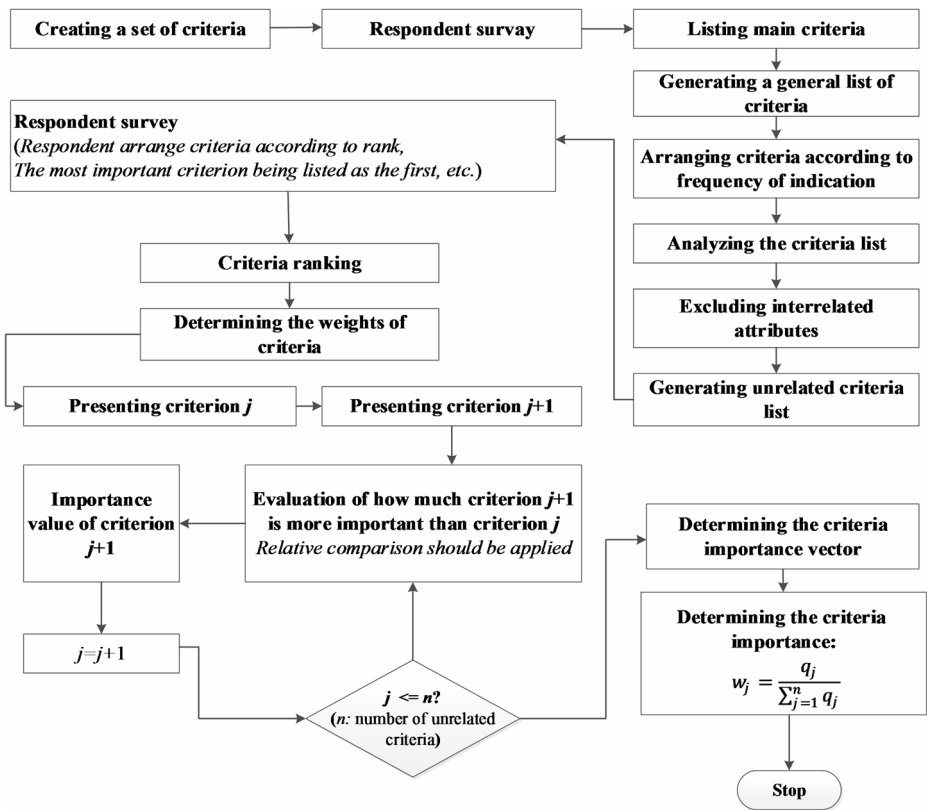 Creating a set of criteria
Respondent survay
Listing main criteria
Generating a general list of
criteria
Arranging criteria according to
frequency of indication
Analyzing the criteria list
Excluding interrelated
attributes
Generating unrelated criteria
list
Respondent survey
(Respondent arrange criteria according to rank,
The most important criterion being listed as the first, etc.)
Criteria ranking
Determining the weights of
criteria
Presenting criterion j
Presenting criterion j+1
Evaluation of how much criterion j+1
is more important than criterion j
Relative comparison should be applied
Importance
value of criterion
j+1
j=j+1
j <= n?
(n: number of unrelated
criteria)
Determining the criteria
importance vector
Determining the criteria
importance:
w_j = q_j / ∑_{j=1}^{n} q_j
Stop